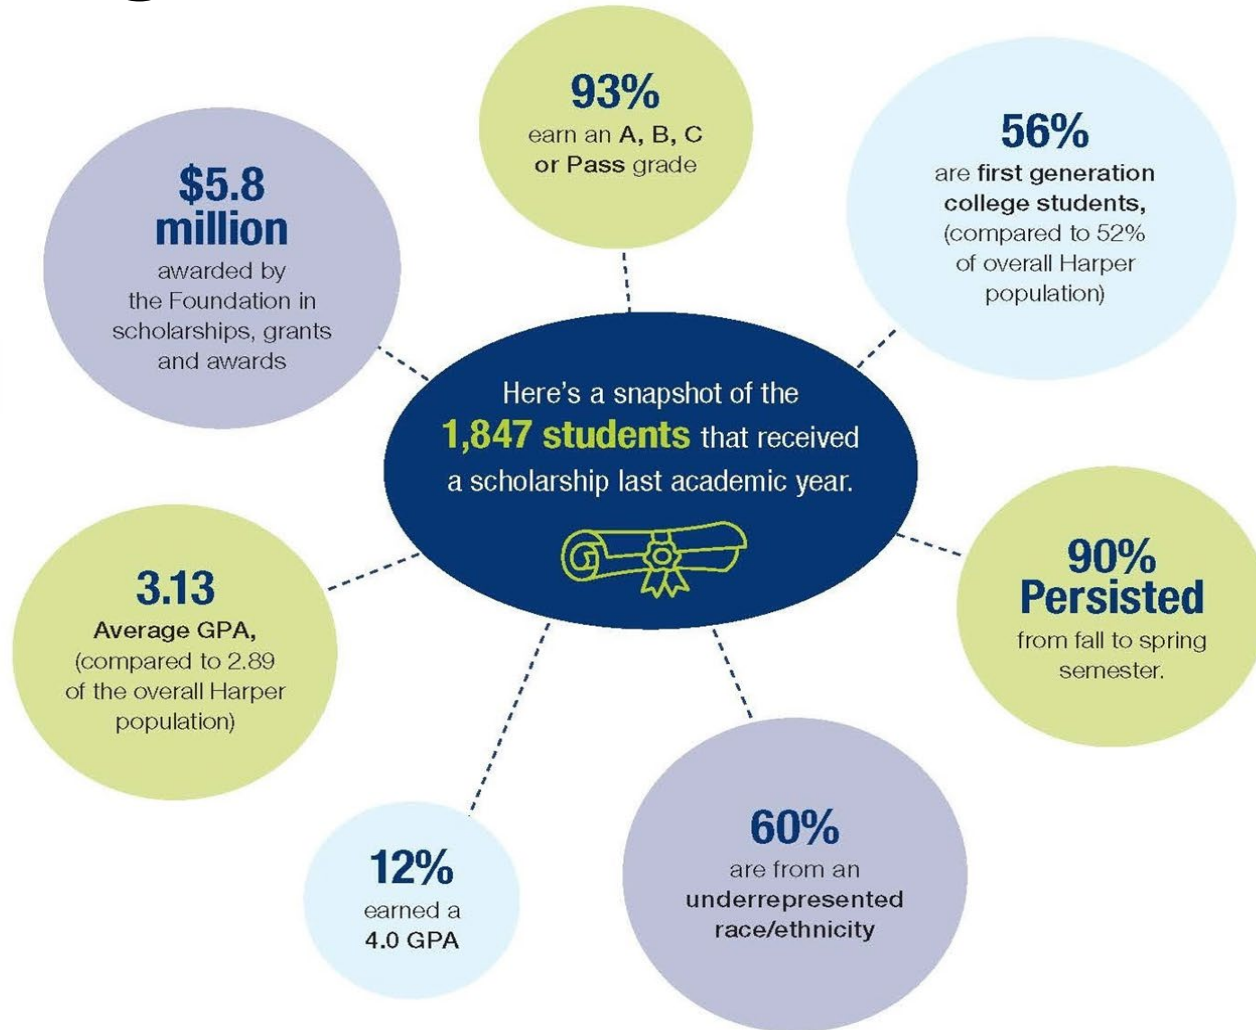 93%
earn an A, B, C
or Pass grade
56%
are first generation
college students,
(compared to 52%
of overall Harper
population)
$5.8
million
awarded by
the Foundation in
scholarships, grants
and awards
Here's a snapshot of the
1,847 students that received
a scholarship last academic year.
90%
Persisted
from fall to spring
semester.
3.13
Average GPA,
(compared to 2.89
of the overall Harper
population)
12%
earned a
4.0 GPA
60%
are from an
underrepresented
race/ethnicity